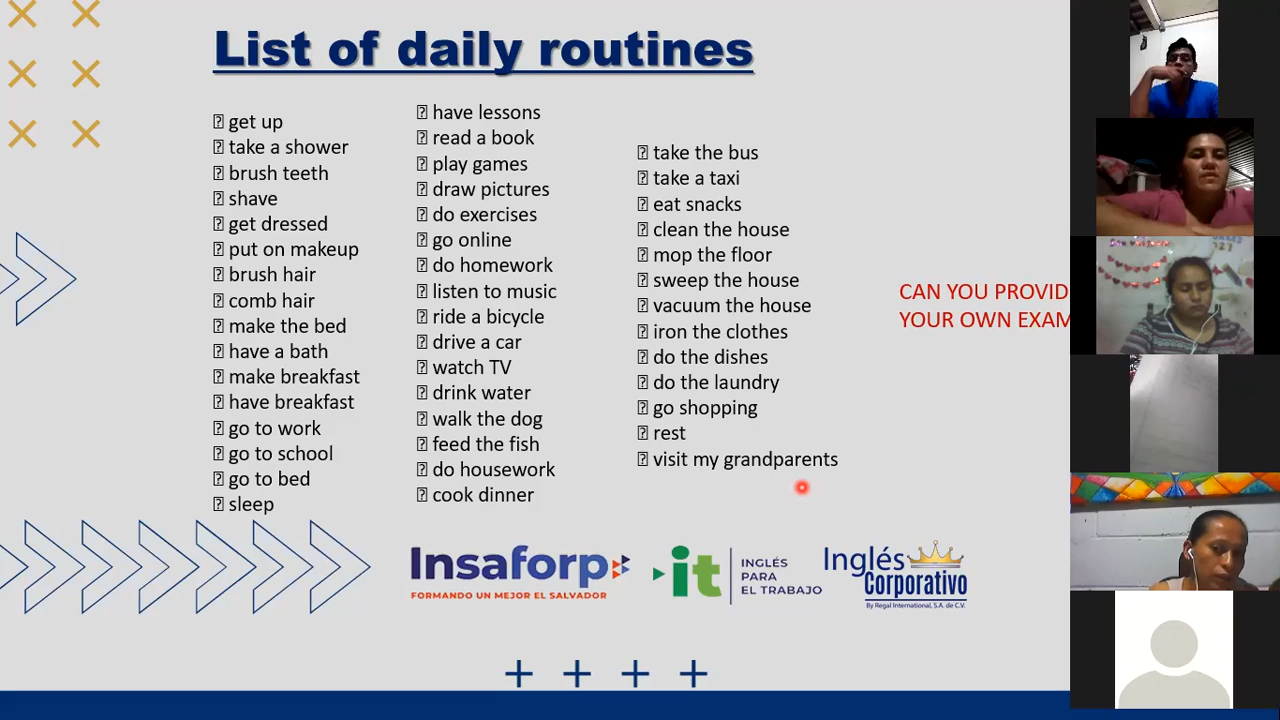 List of daily routines
get up
take a shower
brush teeth
shave
get dressed
put on makeup
brush hair
comb hair
make the bed
have a bath
make breakfast
have breakfast
go to work
go to school
go to bed
sleep
have lessons
read a book
play games
draw pictures
do exercises
go online
do homework
listen to music
ride a bicycle
drive a car
watch TV
drink water
walk the dog
feed the fish
do housework
cook dinner
take the bus
take a taxi
eat snacks
clean the house
mop the floor
sweep the house
vacuum the house
iron the clothes
do the dishes
do the laundry
go shopping
rest
visit my grandparents
CAN YOU PROVID
YOUR OWN EXAM
Insaforp
FORMANDO UN MEJOR EL SALVADOR
it
INGLÉS
PARA
EL TRABAJO
Inglés
Corporativo
By Regal International, S.A. de C.V.